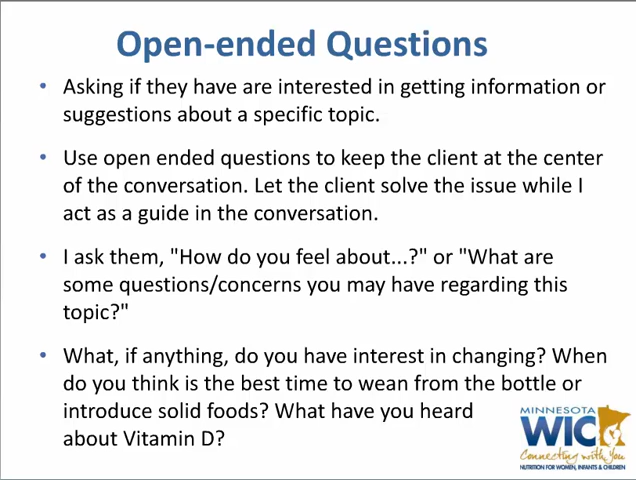 Open-ended Questions
• Asking if they have are interested in getting information or
suggestions about a specific topic.
• Use open ended questions to keep the client at the center
of the conversation. Let the client solve the issue while I
act as a guide in the conversation.
• I ask them, "How do you feel about...?" or "What are
some questions/concerns you may have regarding this
topic?"
• What, if anything, do you have interest in changing? When
do you think is the best time to wean from the bottle or
introduce solid foods? What have you heard
about Vitamin D?
MINNESOTA
WIC
Connecting with You
NUTRITION FOR WOMEN, INFANTS & CHILDREN